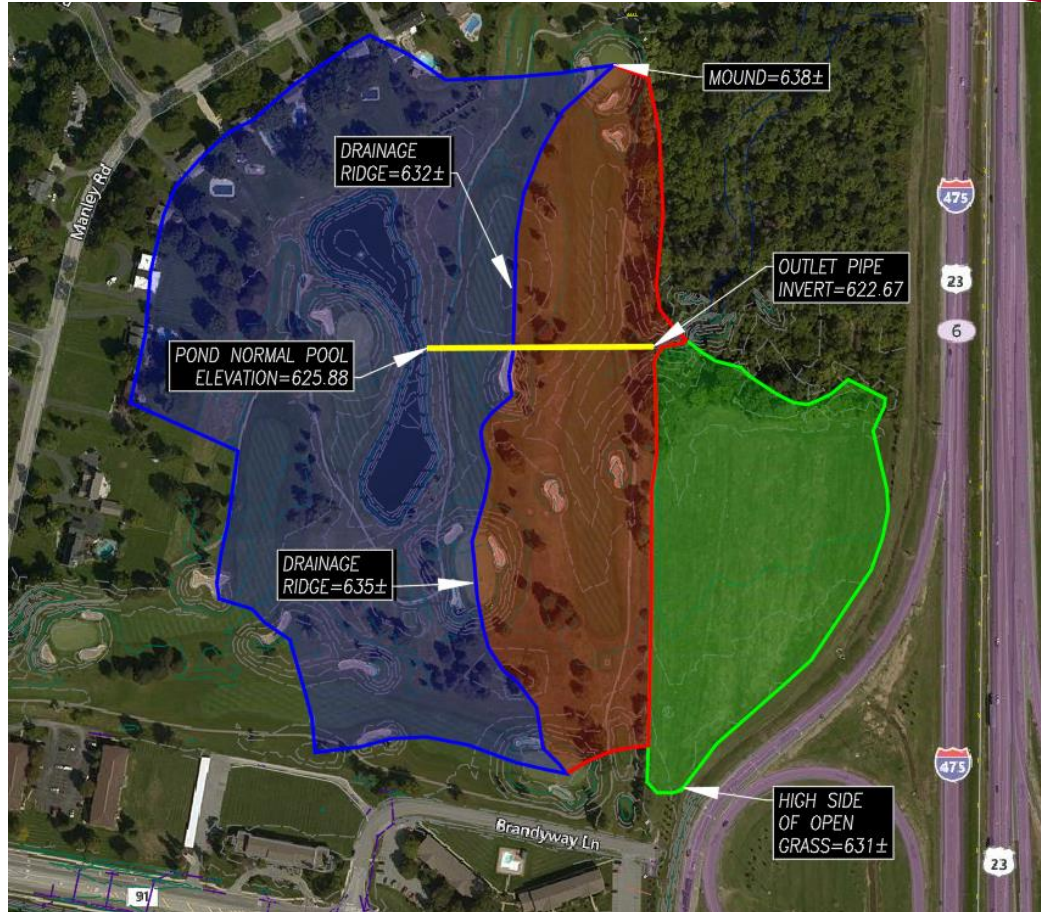 MOUND=638±
DRAINAGE
RIDGE=632±
Manley Rd
475
OUTLET PIPE
INVERT=622.67
23
6
POND NORMAL POOL
ELEVATION=625.88
DRAINAGE
RIDGE=635±
475
HIGH SIDE
OF OPEN
GRASS=631±
Brandyway Ln
23
91